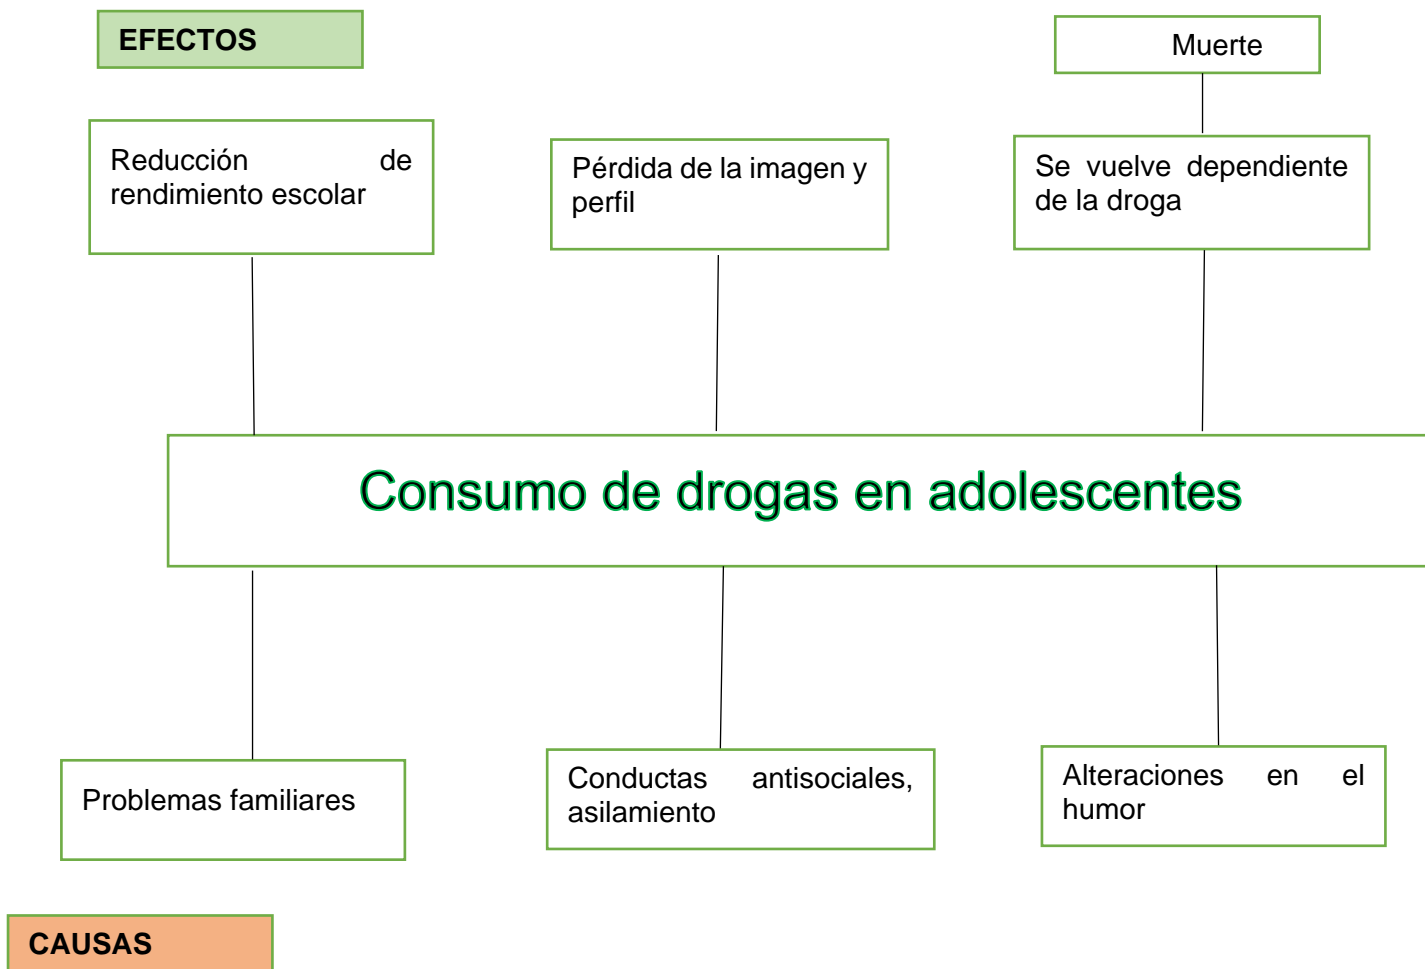 EFECTOS
Muerte
Reducción de
rendimiento escolar
Pérdida de la imagen y
perfil
Se vuelve dependiente
de la droga
Consumo de drogas en adolescentes
Problemas familiares
Conductas antisociales,
asilamiento
Alteraciones en el
humor
CAUSAS